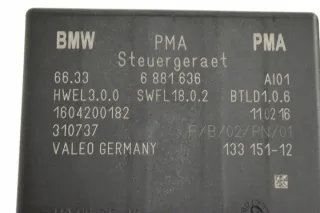 BMW PMA PMA
Steuergeraet
66.33 6 881 636 AI01
HWEL3.0.0 SWFL18.0.2 BTLD1.0.6
1604200182 110216
310737 E/B/02/PN/01
VALEO GERMANY 133 151-12